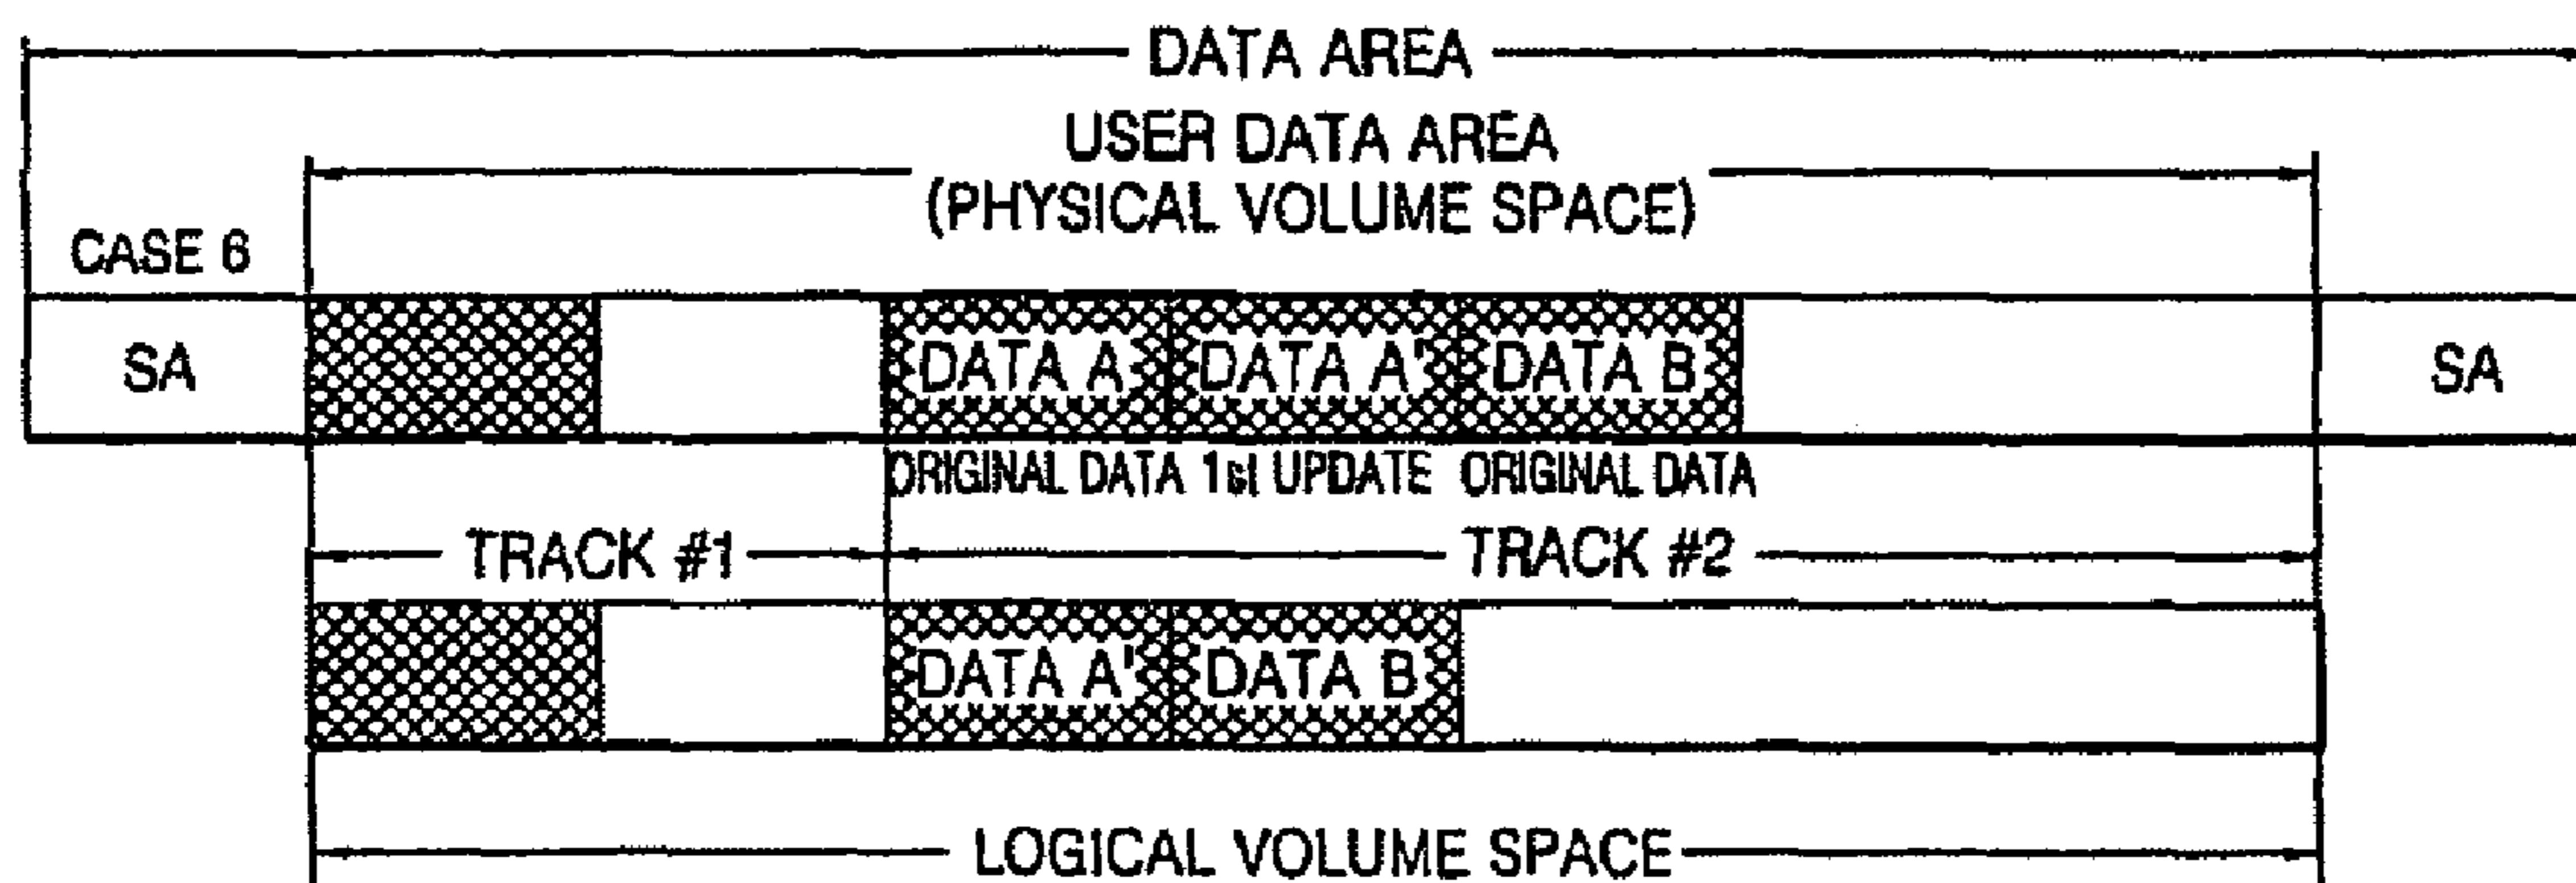 DATA AREA
USER DATA AREA
(PHYSICAL VOLUME SPACE)
CASE 6
SA DATA A DATA A' DATA B SA
ORIGINAL DATA 1st UPDATE ORIGINAL DATA
TRACK #1 TRACK #2
DATA A' DATA B
LOGICAL VOLUME SPACE